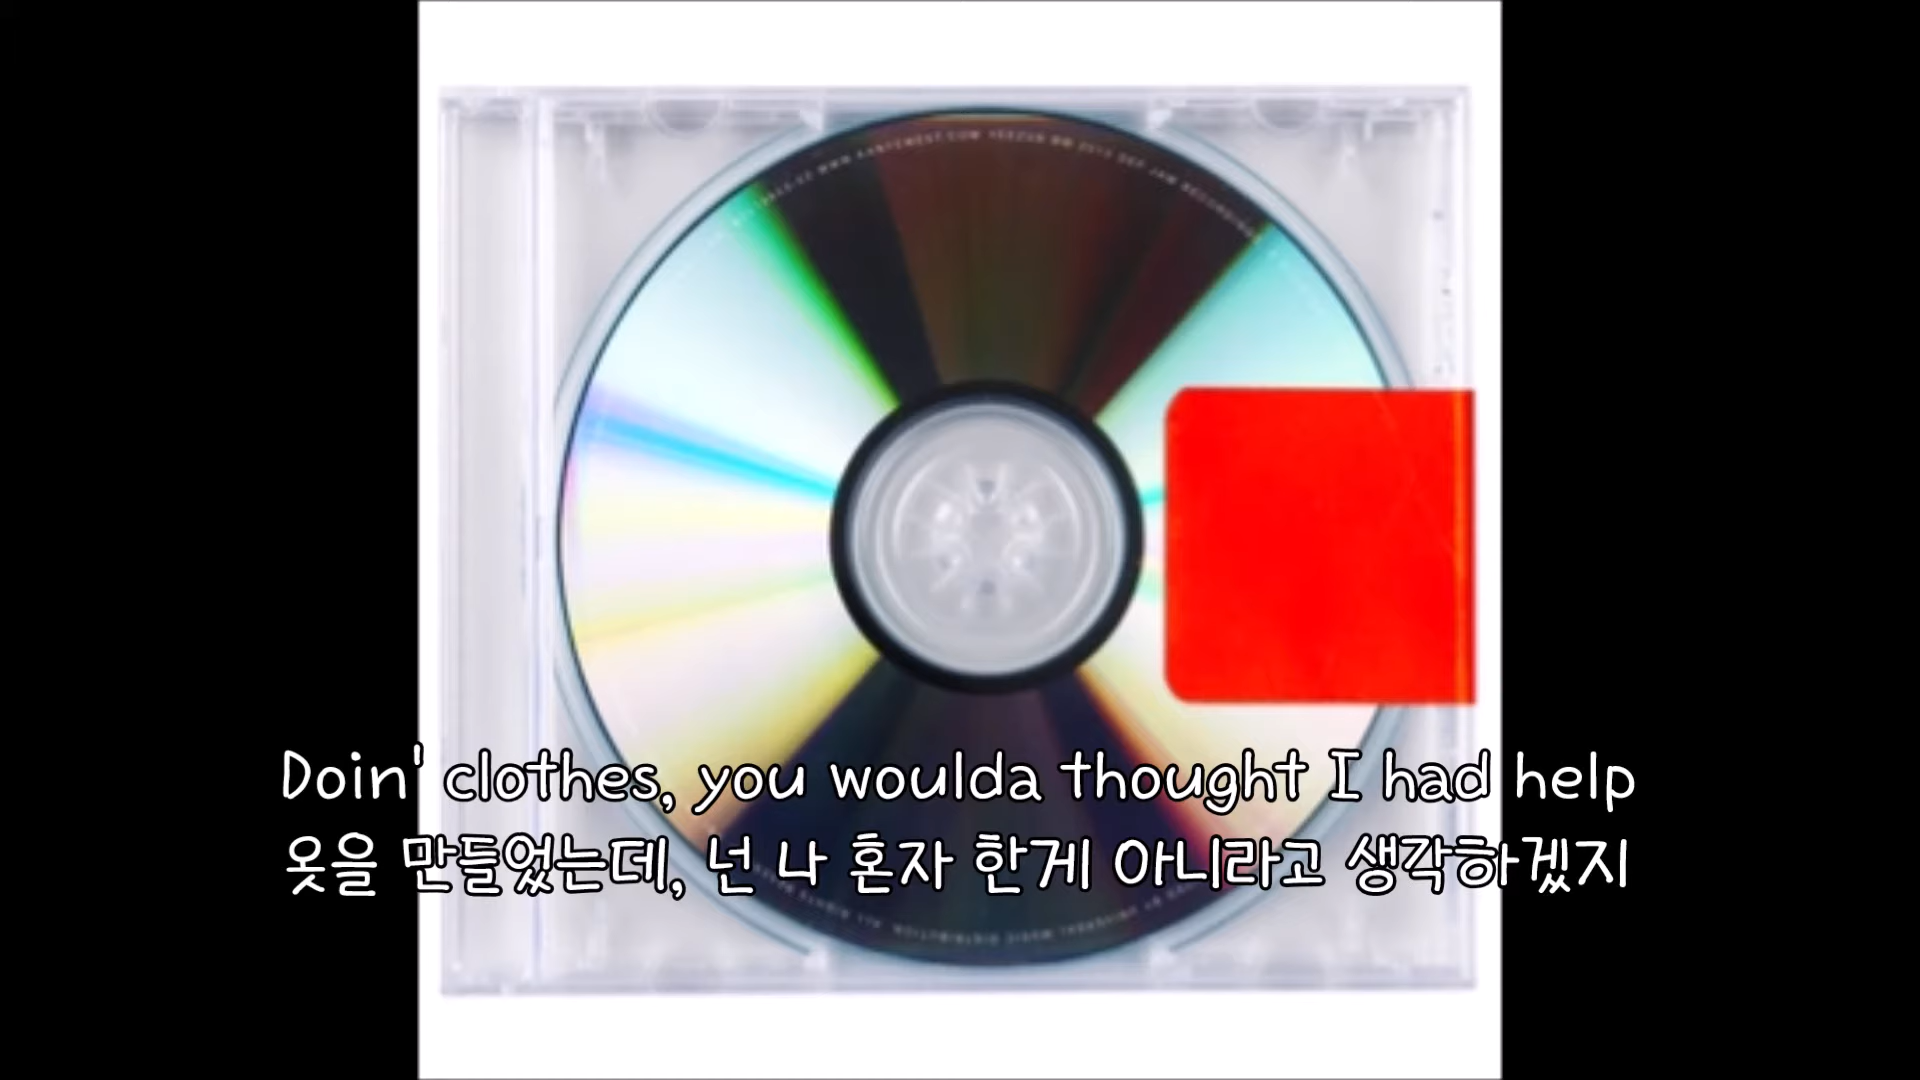 Doin' clothes, you woulda thought I had help
옷을 만들었는데, 넌 나 혼자 한게 아니라고 생각하겠지